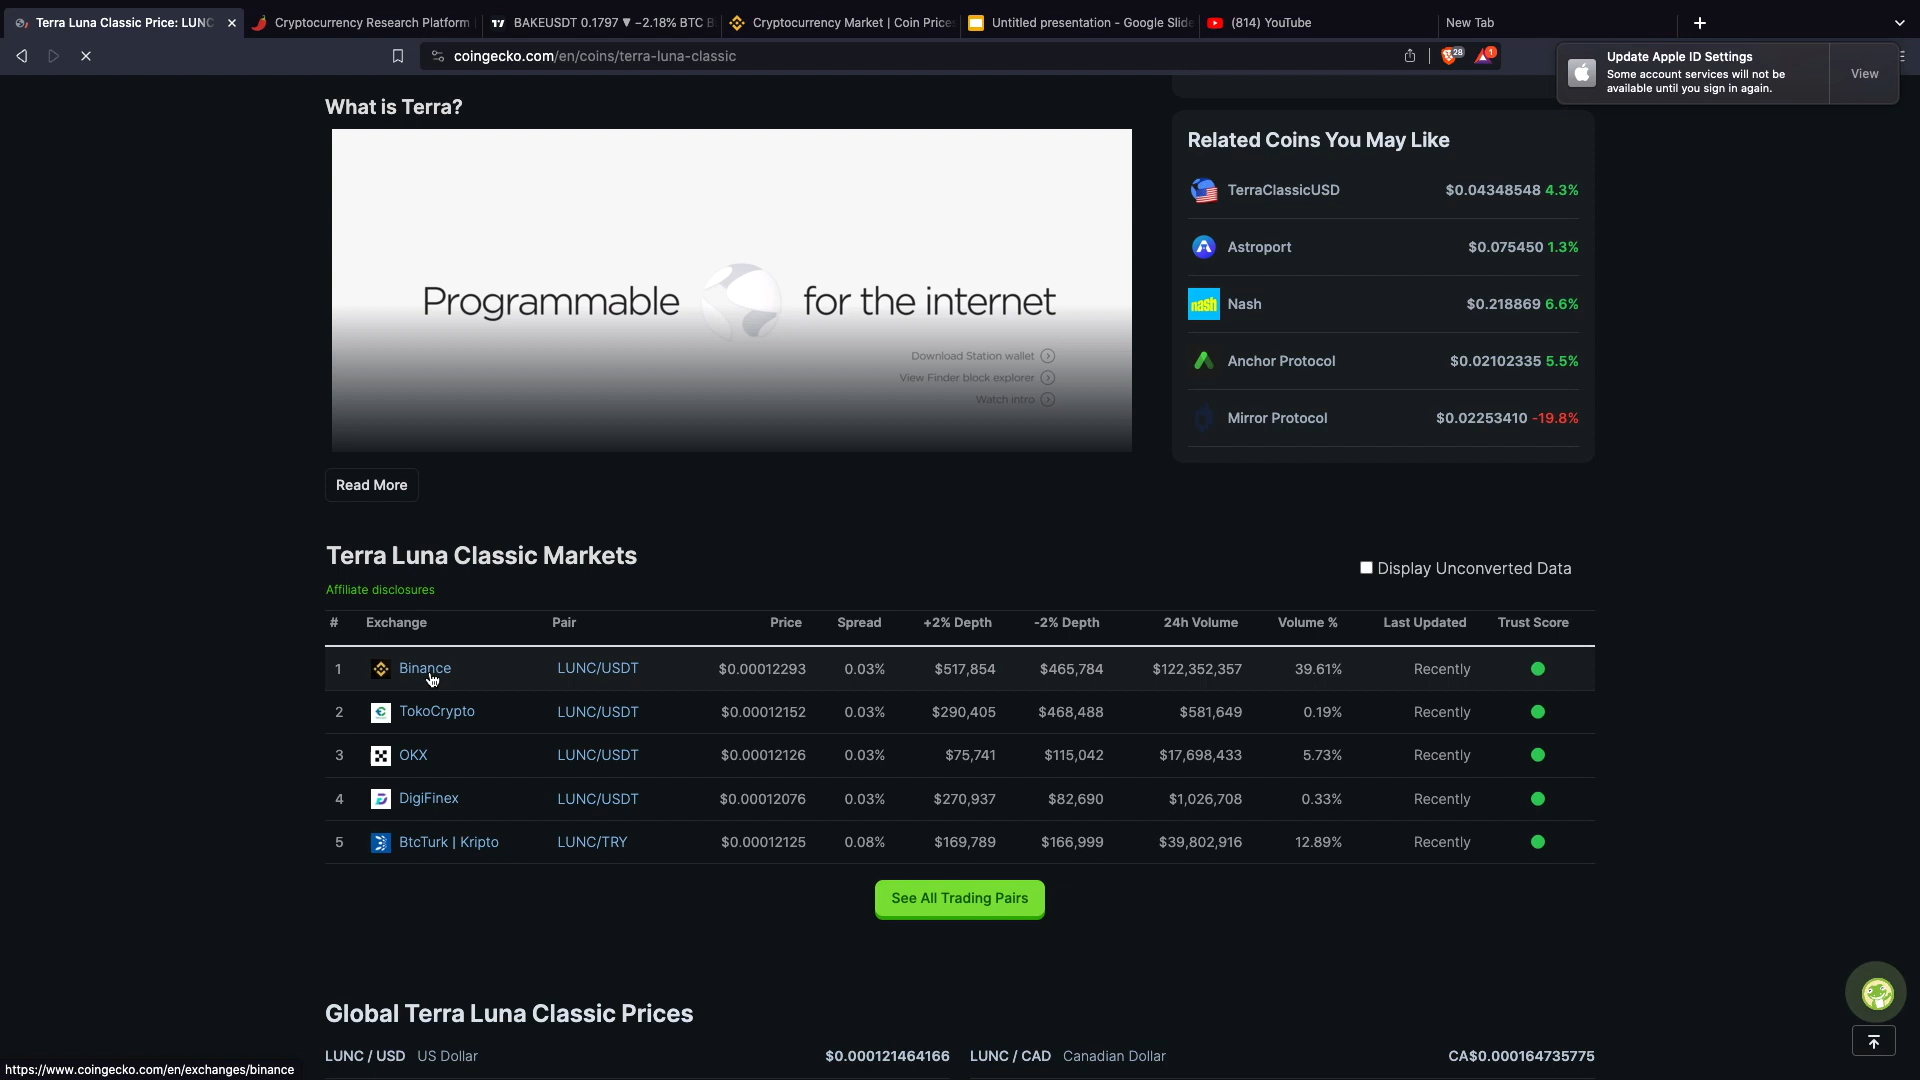 Terra Luna Classic Price: LUNC
Cryptocurrency Research Platform
BAKEUSDT 0.1797 ▼ −2.18% BTC B
Cryptocurrency Market | Coin Price
Untitled presentation - Google Slide
(814) YouTube
New Tab
coingecko.com/en/coins/terra-luna-classic
28
1
Update Apple ID Settings
Some account services will not be
available until you sign in again.
View
What is Terra?
Programmable for the internet
Download Station wallet
View Finder block explorer
Watch intro
Read More
Related Coins You May Like
TerraClassicUSD $0.04348548 4.3%
Astroport $0.075450 1.3%
nash Nash $0.218869 6.6%
Anchor Protocol $0.02102335 5.5%
Mirror Protocol $0.02253410 -19.8%
Terra Luna Classic Markets
Display Unconverted Data
Affiliate disclosures
# Exchange Pair Price Spread +2% Depth -2% Depth 24h Volume Volume % Last Updated Trust Score
1 Binance LUNC/USDT $0.00012293 0.03% $517,854 $465,784 $122,352,357 39.61% Recently
2 TokoCrypto LUNC/USDT $0.00012152 0.03% $290,405 $468,488 $581,649 0.19% Recently
3 OKX LUNC/USDT $0.00012126 0.03% $75,741 $115,042 $17,698,433 5.73% Recently
4 DigiFinex LUNC/USDT $0.00012076 0.03% $270,937 $82,690 $1,026,708 0.33% Recently
5 BtcTurk | Kripto LUNC/TRY $0.00012125 0.08% $169,789 $166,999 $39,802,916 12.89% Recently
See All Trading Pairs
Global Terra Luna Classic Prices
LUNC / USD US Dollar $0.000121464166 LUNC / CAD Canadian Dollar CA$0.000164735775
https://www.coingecko.com/en/exchanges/binance